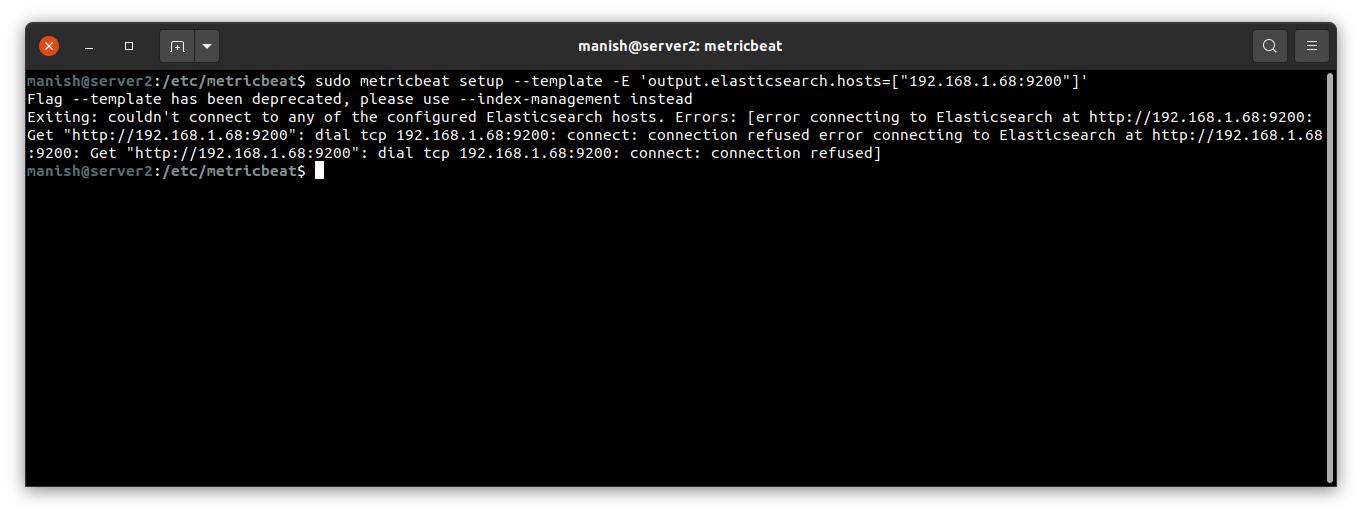 manish@server2: metricbeat
manish@server2:/etc/metricbeat$ sudo metricbeat setup --template -E 'output.elasticsearch.hosts=["192.168.1.68:9200"]'
Flag --template has been deprecated, please use --index-management instead
Exiting: couldn't connect to any of the configured Elasticsearch hosts. Errors: [error connecting to Elasticsearch at http://192.168.1.68:9200:
Get "http://192.168.1.68:9200": dial tcp 192.168.1.68:9200: connect: connection refused error connecting to Elasticsearch at http://192.168.1.68
:9200: Get "http://192.168.1.68:9200": dial tcp 192.168.1.68:9200: connect: connection refused]
manish@server2:/etc/metricbeat$